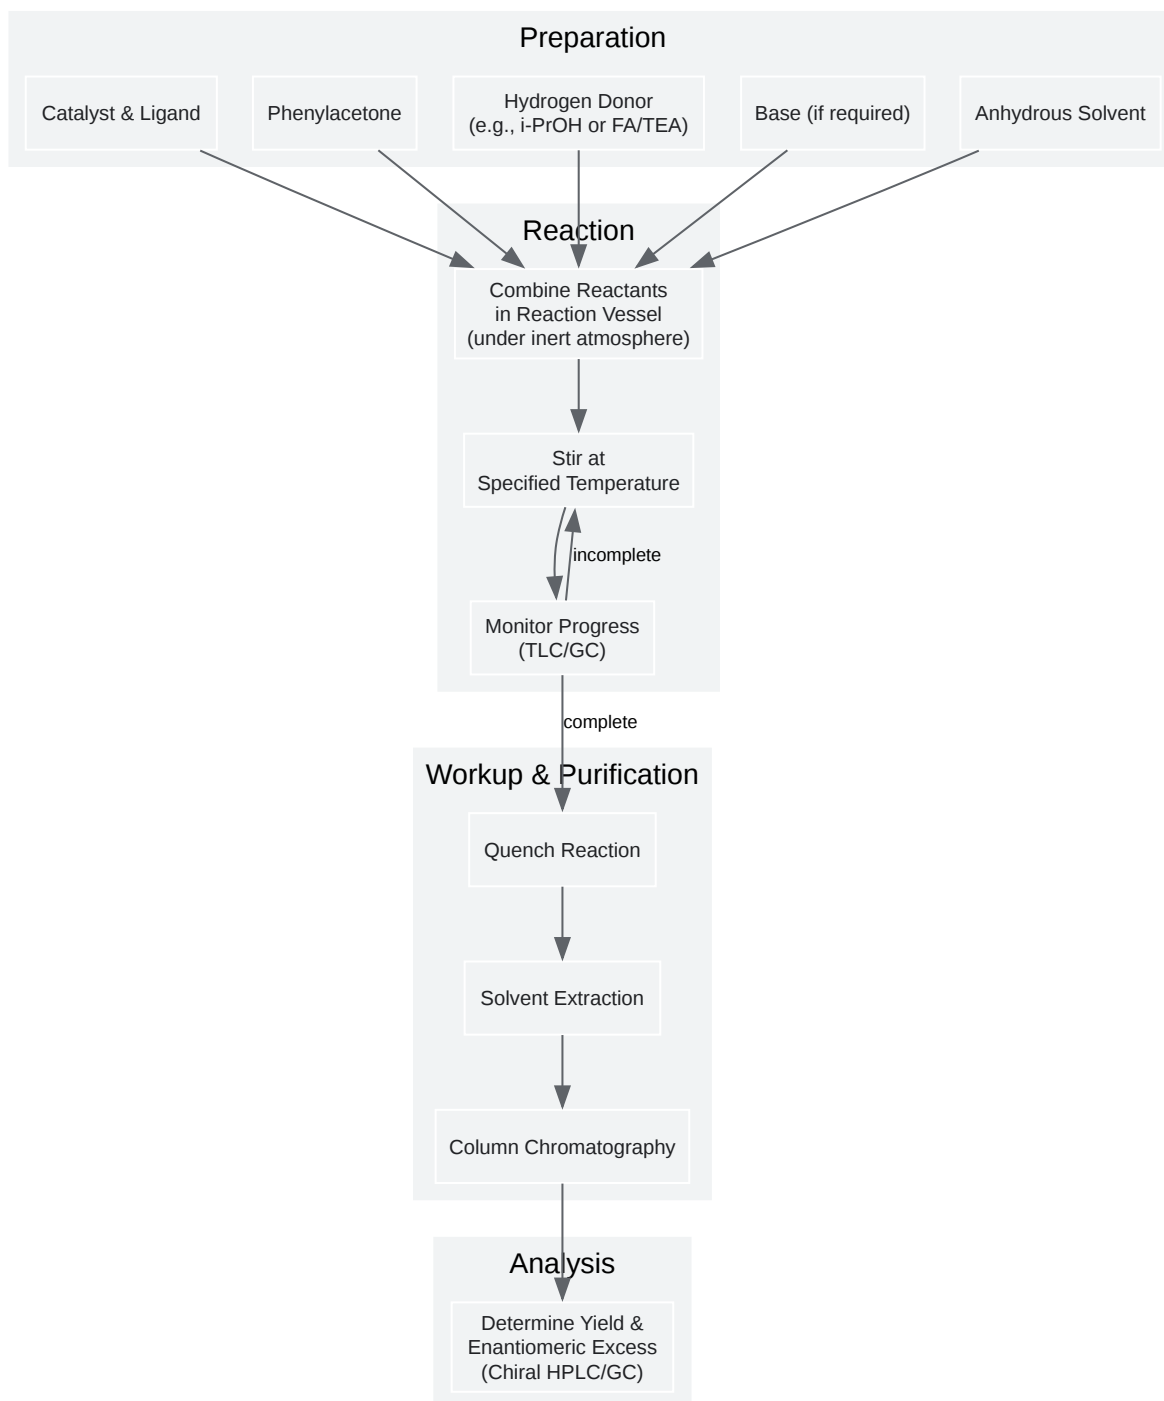 Preparation
Catalyst & Ligand
Phenylacetone
Hydrogen Donor
(e.g., i-PrOH or FA/TEA)
Base (if required)
Anhydrous Solvent
Reaction
Combine Reactants
in Reaction Vessel
(under inert atmosphere)
Stir at
Specified Temperature
incomplete
Monitor Progress
(TLC/GC)
complete
Workup & Purification
Quench Reaction
Solvent Extraction
Column Chromatography
Analysis
Determine Yield &
Enantiomeric Excess
(Chiral HPLC/GC)